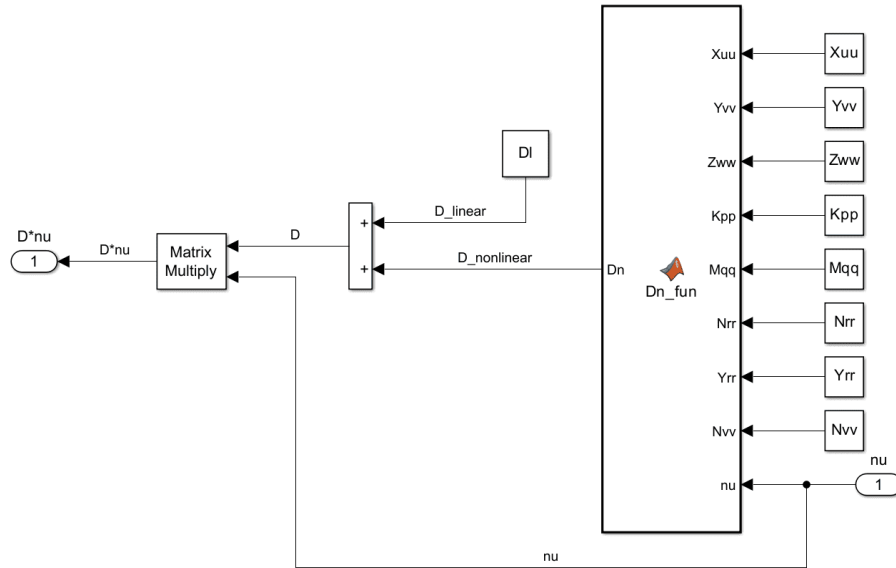 Xuu
Xuu
Yvv
Yvv
Zww
Zww
Kpp
Kpp
Mqq
Mqq
Nrr
Nrr
Yrr
Yrr
Nvv
Nvv
nu
nu
1
Dn
Dn_fun
Dl
D_linear
D_nonlinear
+
+
D
Matrix
Multiply
D*nu
D*nu
1
nu